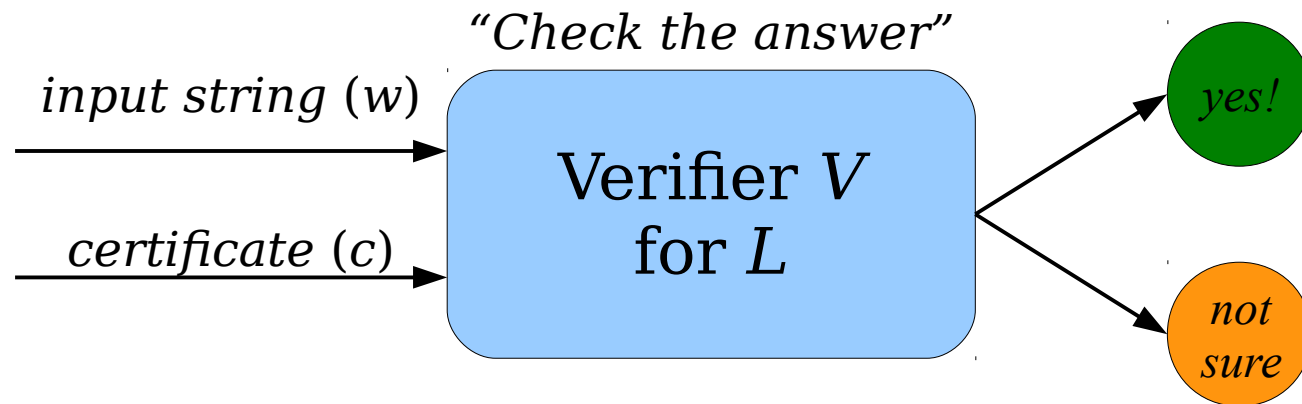 “Check the answer”
input string (w)
certificate (c)
Verifier V
for L
yes!
not
sure